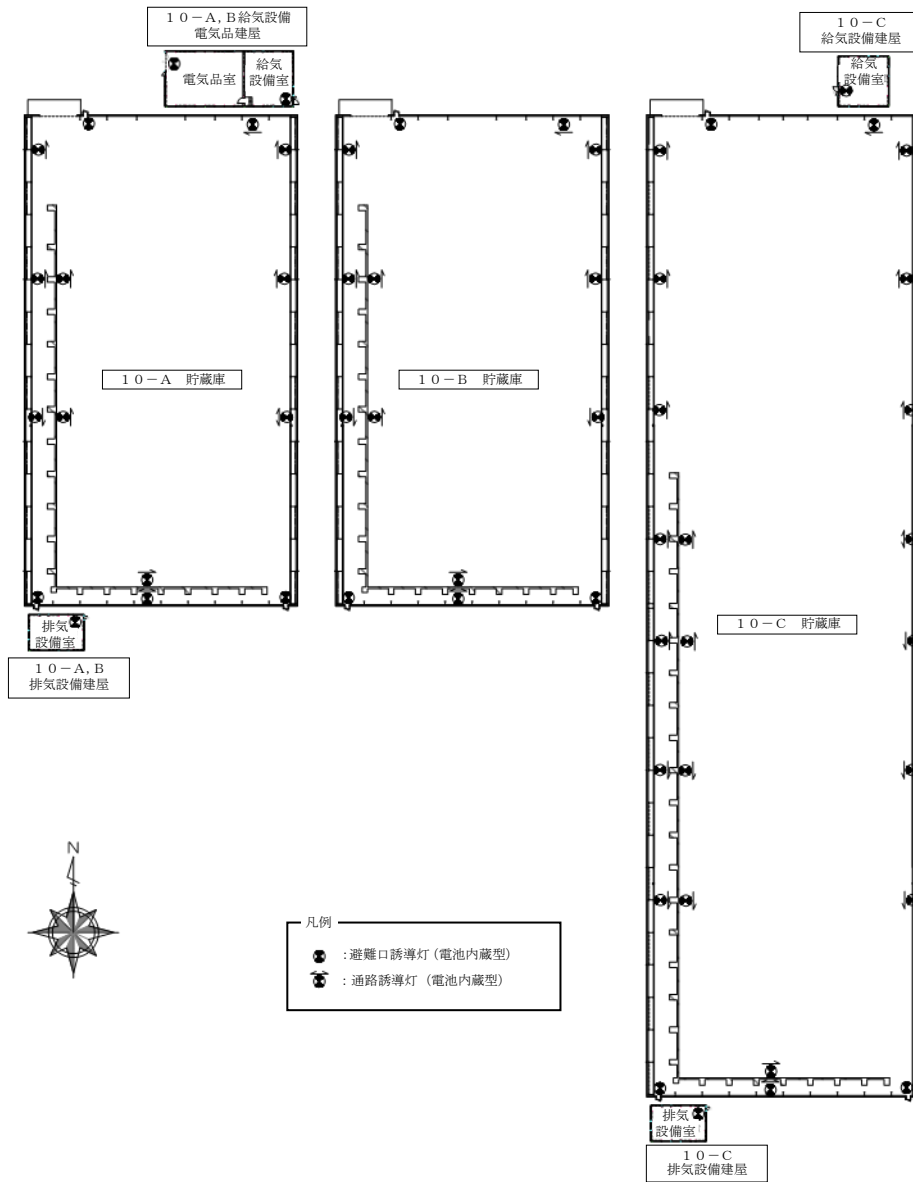 10-A,B給気設備
電気品建屋
電気品室
給気
設備室
10-C
給気設備建屋
給気
設備室
10-A 貯蔵庫
10-B 貯蔵庫
10-C 貯蔵庫
排気
設備室
10-A,B
排気設備建屋
N
凡例
:避難口誘導灯(電池内蔵型)
:通路誘導灯 (電池内蔵型)
排気
設備室
10-C
排気設備建屋